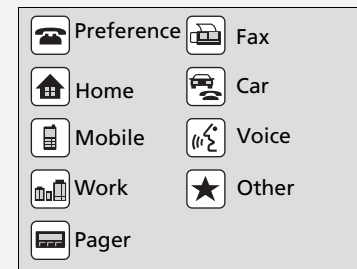 Preference
Home
Mobile
Work
Pager
Fax
Car
Voice
Other